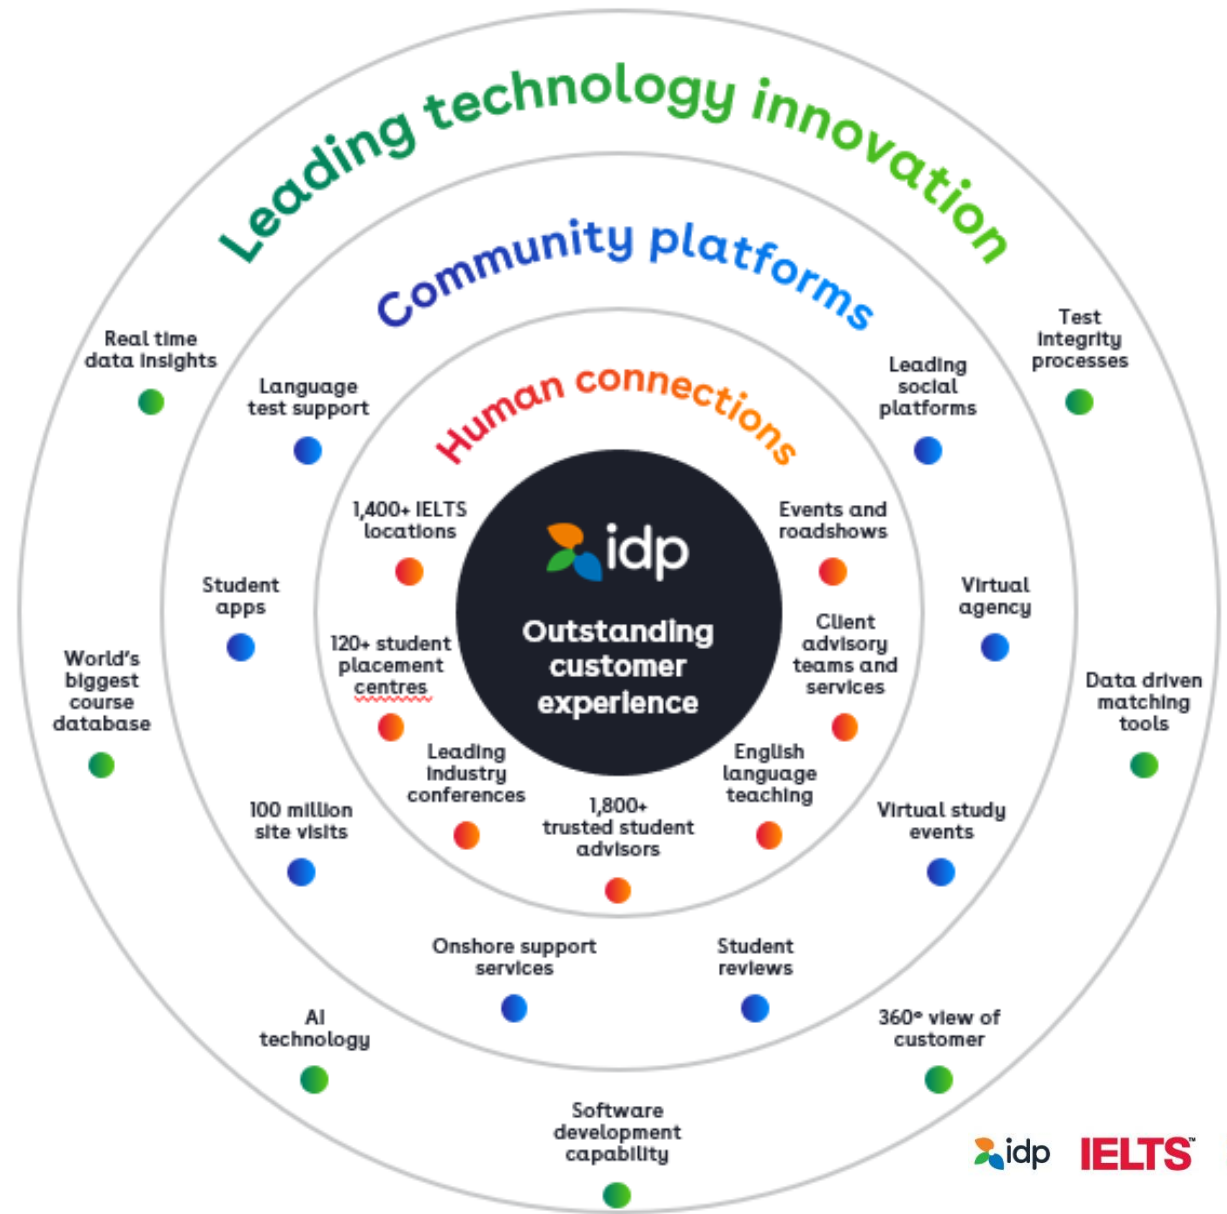 Leading technology innovation
Community platforms
Human connections
idp
Outstanding
customer
experience
1,400+ IELTS
locations
120+ student
placement
centres
Leading
industry
conferences
1,800+
trusted student
advisors
English
language
teaching
Client
advisory
teams and
services
Events and
roadshows
Language
test support
Student
apps
100 million
site visits
Onshore support
services
Student
reviews
Virtual study
events
Virtual
agency
Leading
social
platforms
Real time
data insights
World's
biggest
course
database
AI
technology
Software
development
capability
360° view of
customer
Data driven
matching
tools
Test
integrity
processes
idp
IELTS™